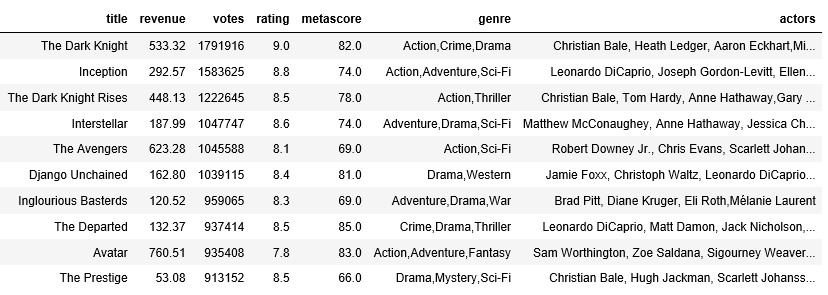 title revenue votes rating metascore genre actors
The Dark Knight 533.32 1791916 9.0 82.0 Action,Crime,Drama Christian Bale, Heath Ledger, Aaron Eckhart,Mi...
Inception 292.57 1583625 8.8 74.0 Action,Adventure,Sci-Fi Leonardo DiCaprio, Joseph Gordon-Levitt, Ellen...
The Dark Knight Rises 448.13 1222645 8.5 78.0 Action,Thriller Christian Bale, Tom Hardy, Anne Hathaway,Gary ...
Interstellar 187.99 1047747 8.6 74.0 Adventure,Drama,Sci-Fi Matthew McConaughey, Anne Hathaway, Jessica Ch...
The Avengers 623.28 1045588 8.1 69.0 Action,Sci-Fi Robert Downey Jr., Chris Evans, Scarlett Johan...
Django Unchained 162.80 1039115 8.4 81.0 Drama,Western Jamie Foxx, Christoph Waltz, Leonardo DiCaprio...
Inglourious Basterds 120.52 959065 8.3 69.0 Adventure,Drama,War Brad Pitt, Diane Kruger, Eli Roth,Mélanie Laurent
The Departed 132.37 937414 8.5 85.0 Crime,Drama,Thriller Leonardo DiCaprio, Matt Damon, Jack Nicholson,...
Avatar 760.51 935408 7.8 83.0 Action,Adventure,Fantasy Sam Worthington, Zoe Saldana, Sigourney Weaver...
The Prestige 53.08 913152 8.5 66.0 Drama,Mystery,Sci-Fi Christian Bale, Hugh Jackman, Scarlett Johanss...